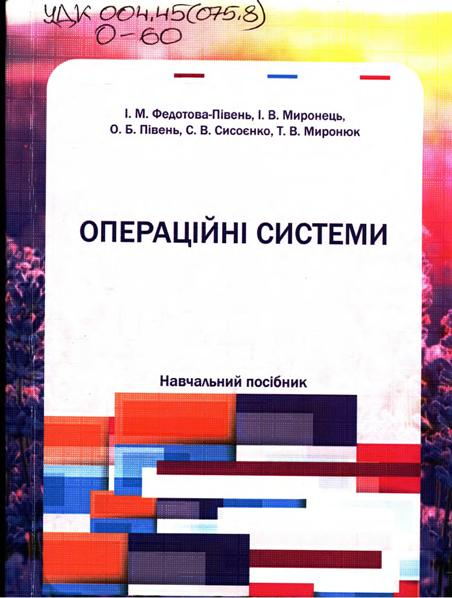 УДК 004.45(075.8)
О-60
І. М. Федотова-Півень, І. В. Миронець,
О. Б. Півень, С. В. Сисоєнко, Т. В. Миронюк
ОПЕРАЦІЙНІ СИСТЕМИ
Навчальний посібник